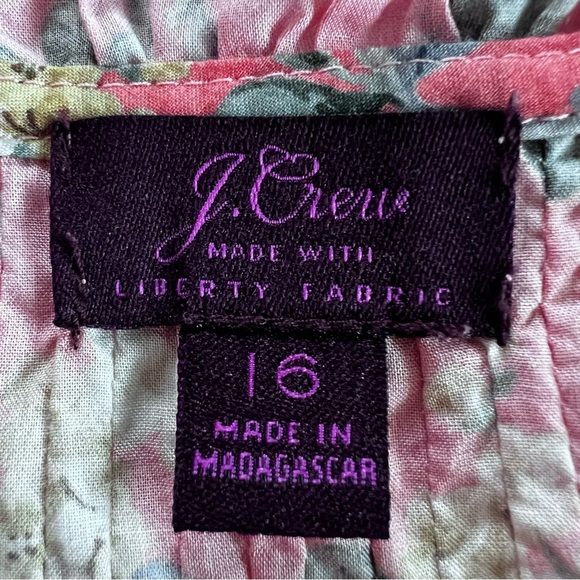 J.Crew
MADE WITH
LIBERTY FABRIC
16
MADE IN
MADAGASCAR